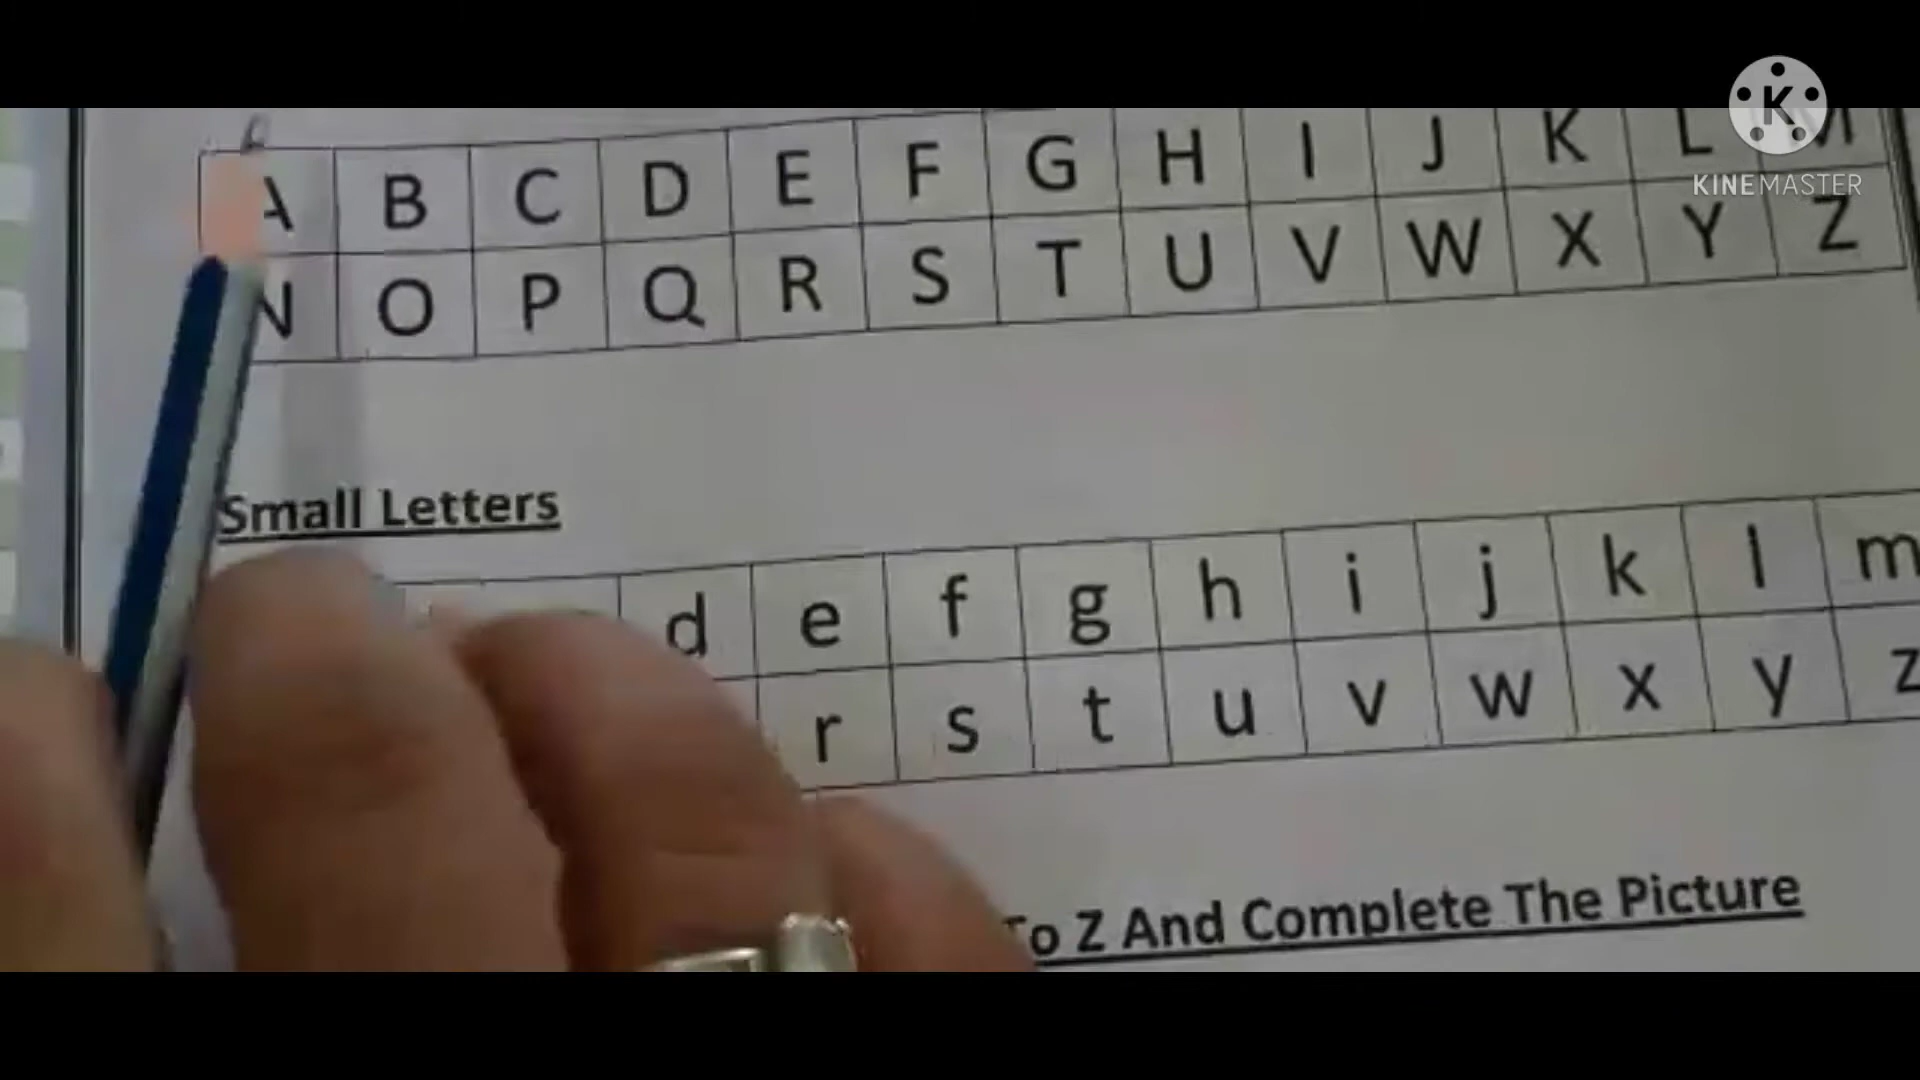 K
KINEMASTER
A B C D E F G H I J K L M
N O P Q R S T U V W X Y Z
Small Letters
d e f g h i j k l m
r s t u v w x y z
To Z And Complete The Picture